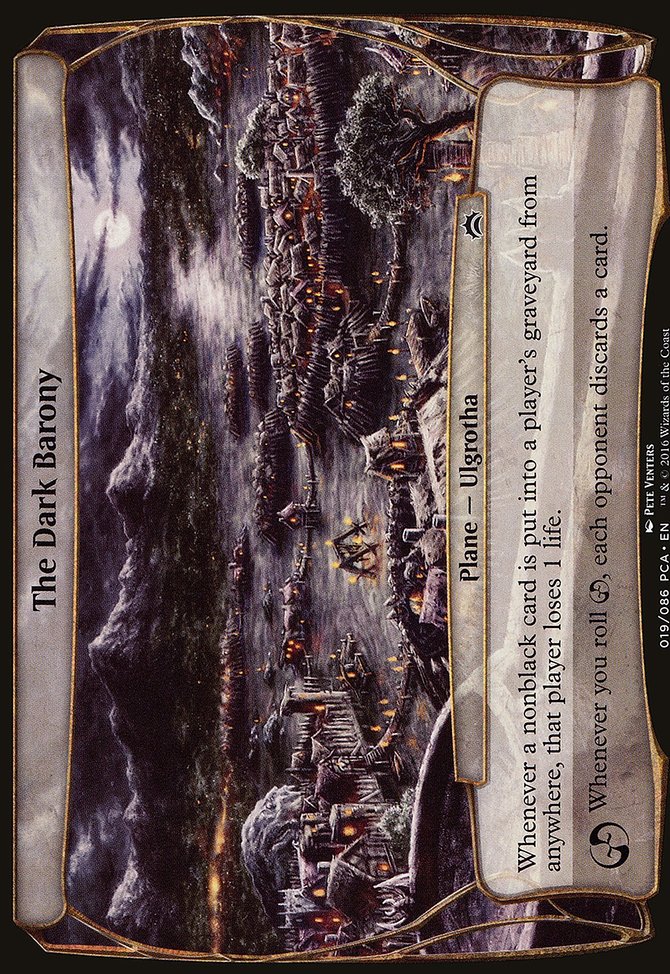 The Dark Barony
Plane — Ulgrotha
Whenever a nonblack card is put into a player's graveyard from
anywhere, that player loses 1 life.
Whenever you roll , each opponent discards a card.
Pete Venters
019/086 PCA • EN ™ & © 2016 Wizards of the Coast